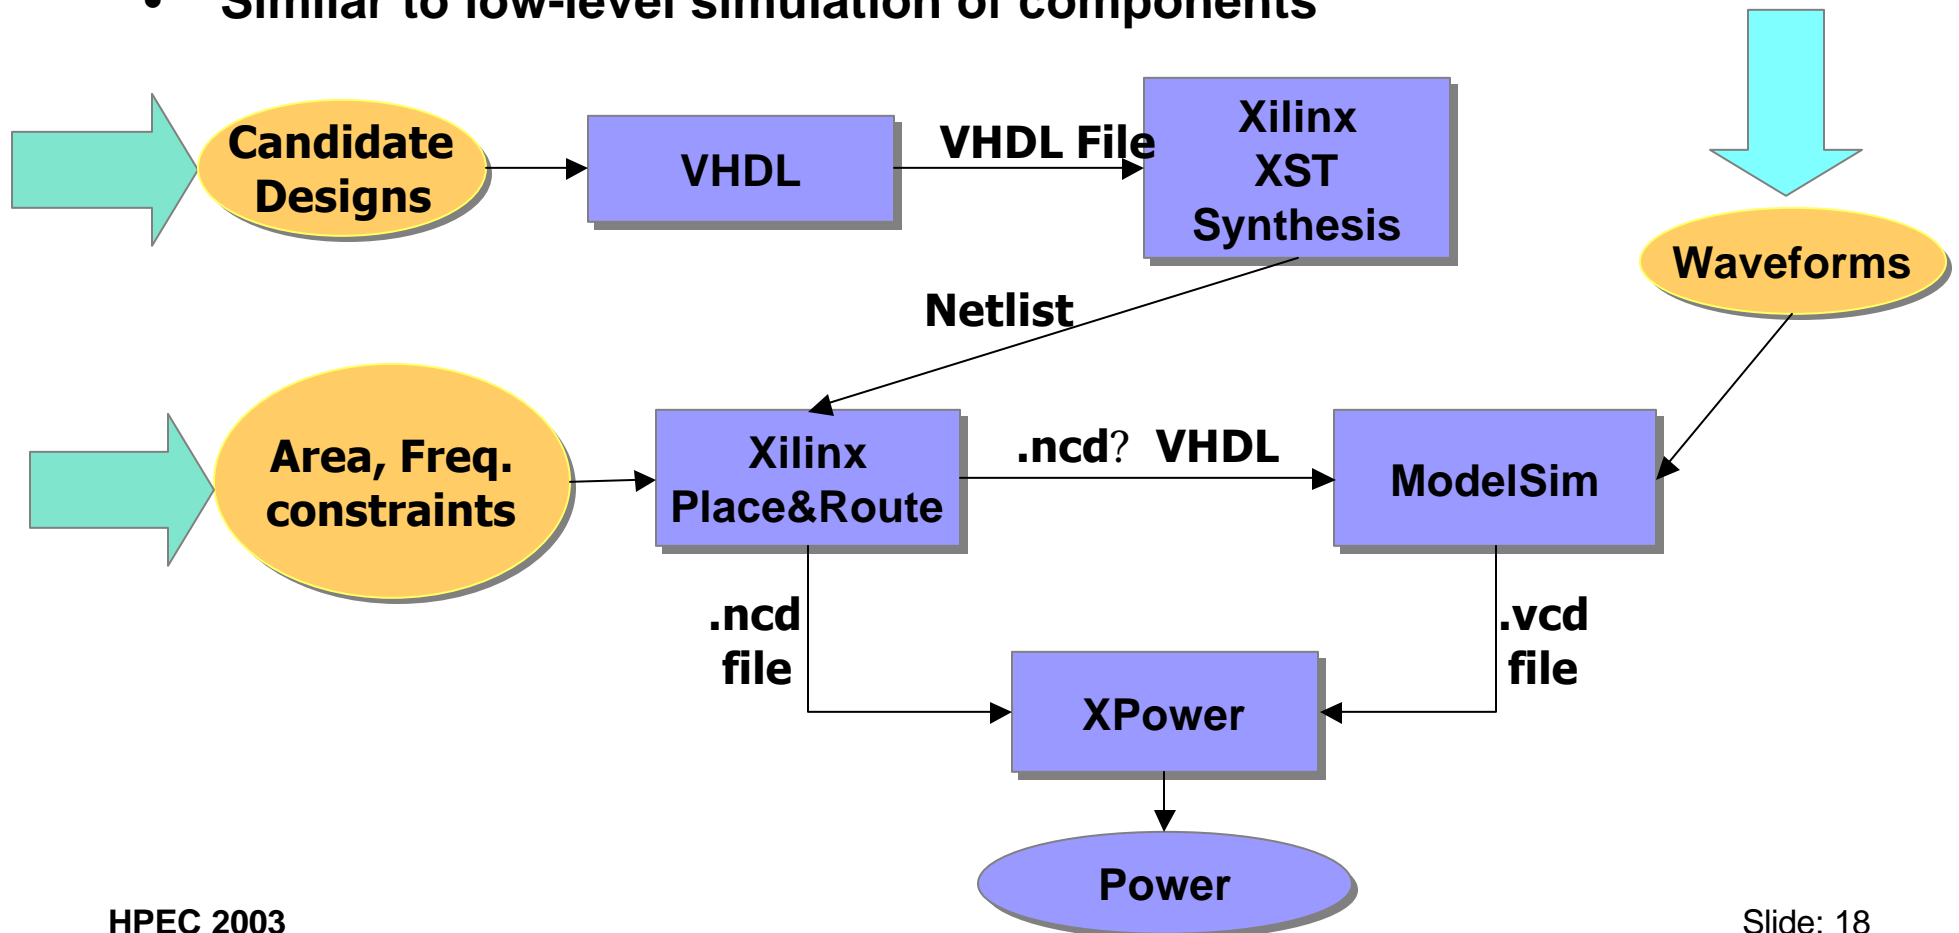 • Similar to low-level simulation of components
Candidate
Designs
VHDL
VHDL File
Xilinx
XST
Synthesis
Waveforms
Netlist
Area, Freq.
constraints
Xilinx
Place&Route
.ncd? VHDL
ModelSim
.ncd
file
.vcd
file
XPower
Power
HPEC 2003
Slide: 18